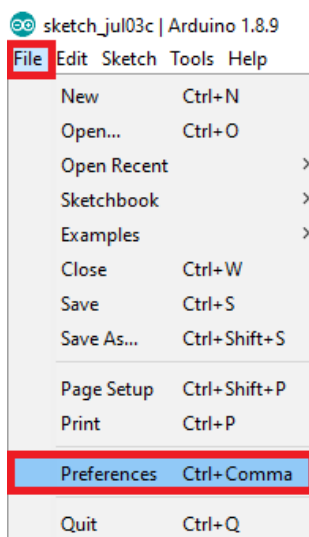 sketch_jul03c | Arduino 1.8.9
File Edit Sketch Tools Help
New Ctrl+N
Open... Ctrl+O
Open Recent
Sketchbook
Examples
Close Ctrl+W
Save Ctrl+S
Save As... Ctrl+Shift+S
Page Setup Ctrl+Shift+P
Print Ctrl+P
Preferences Ctrl+Comma
Quit Ctrl+Q